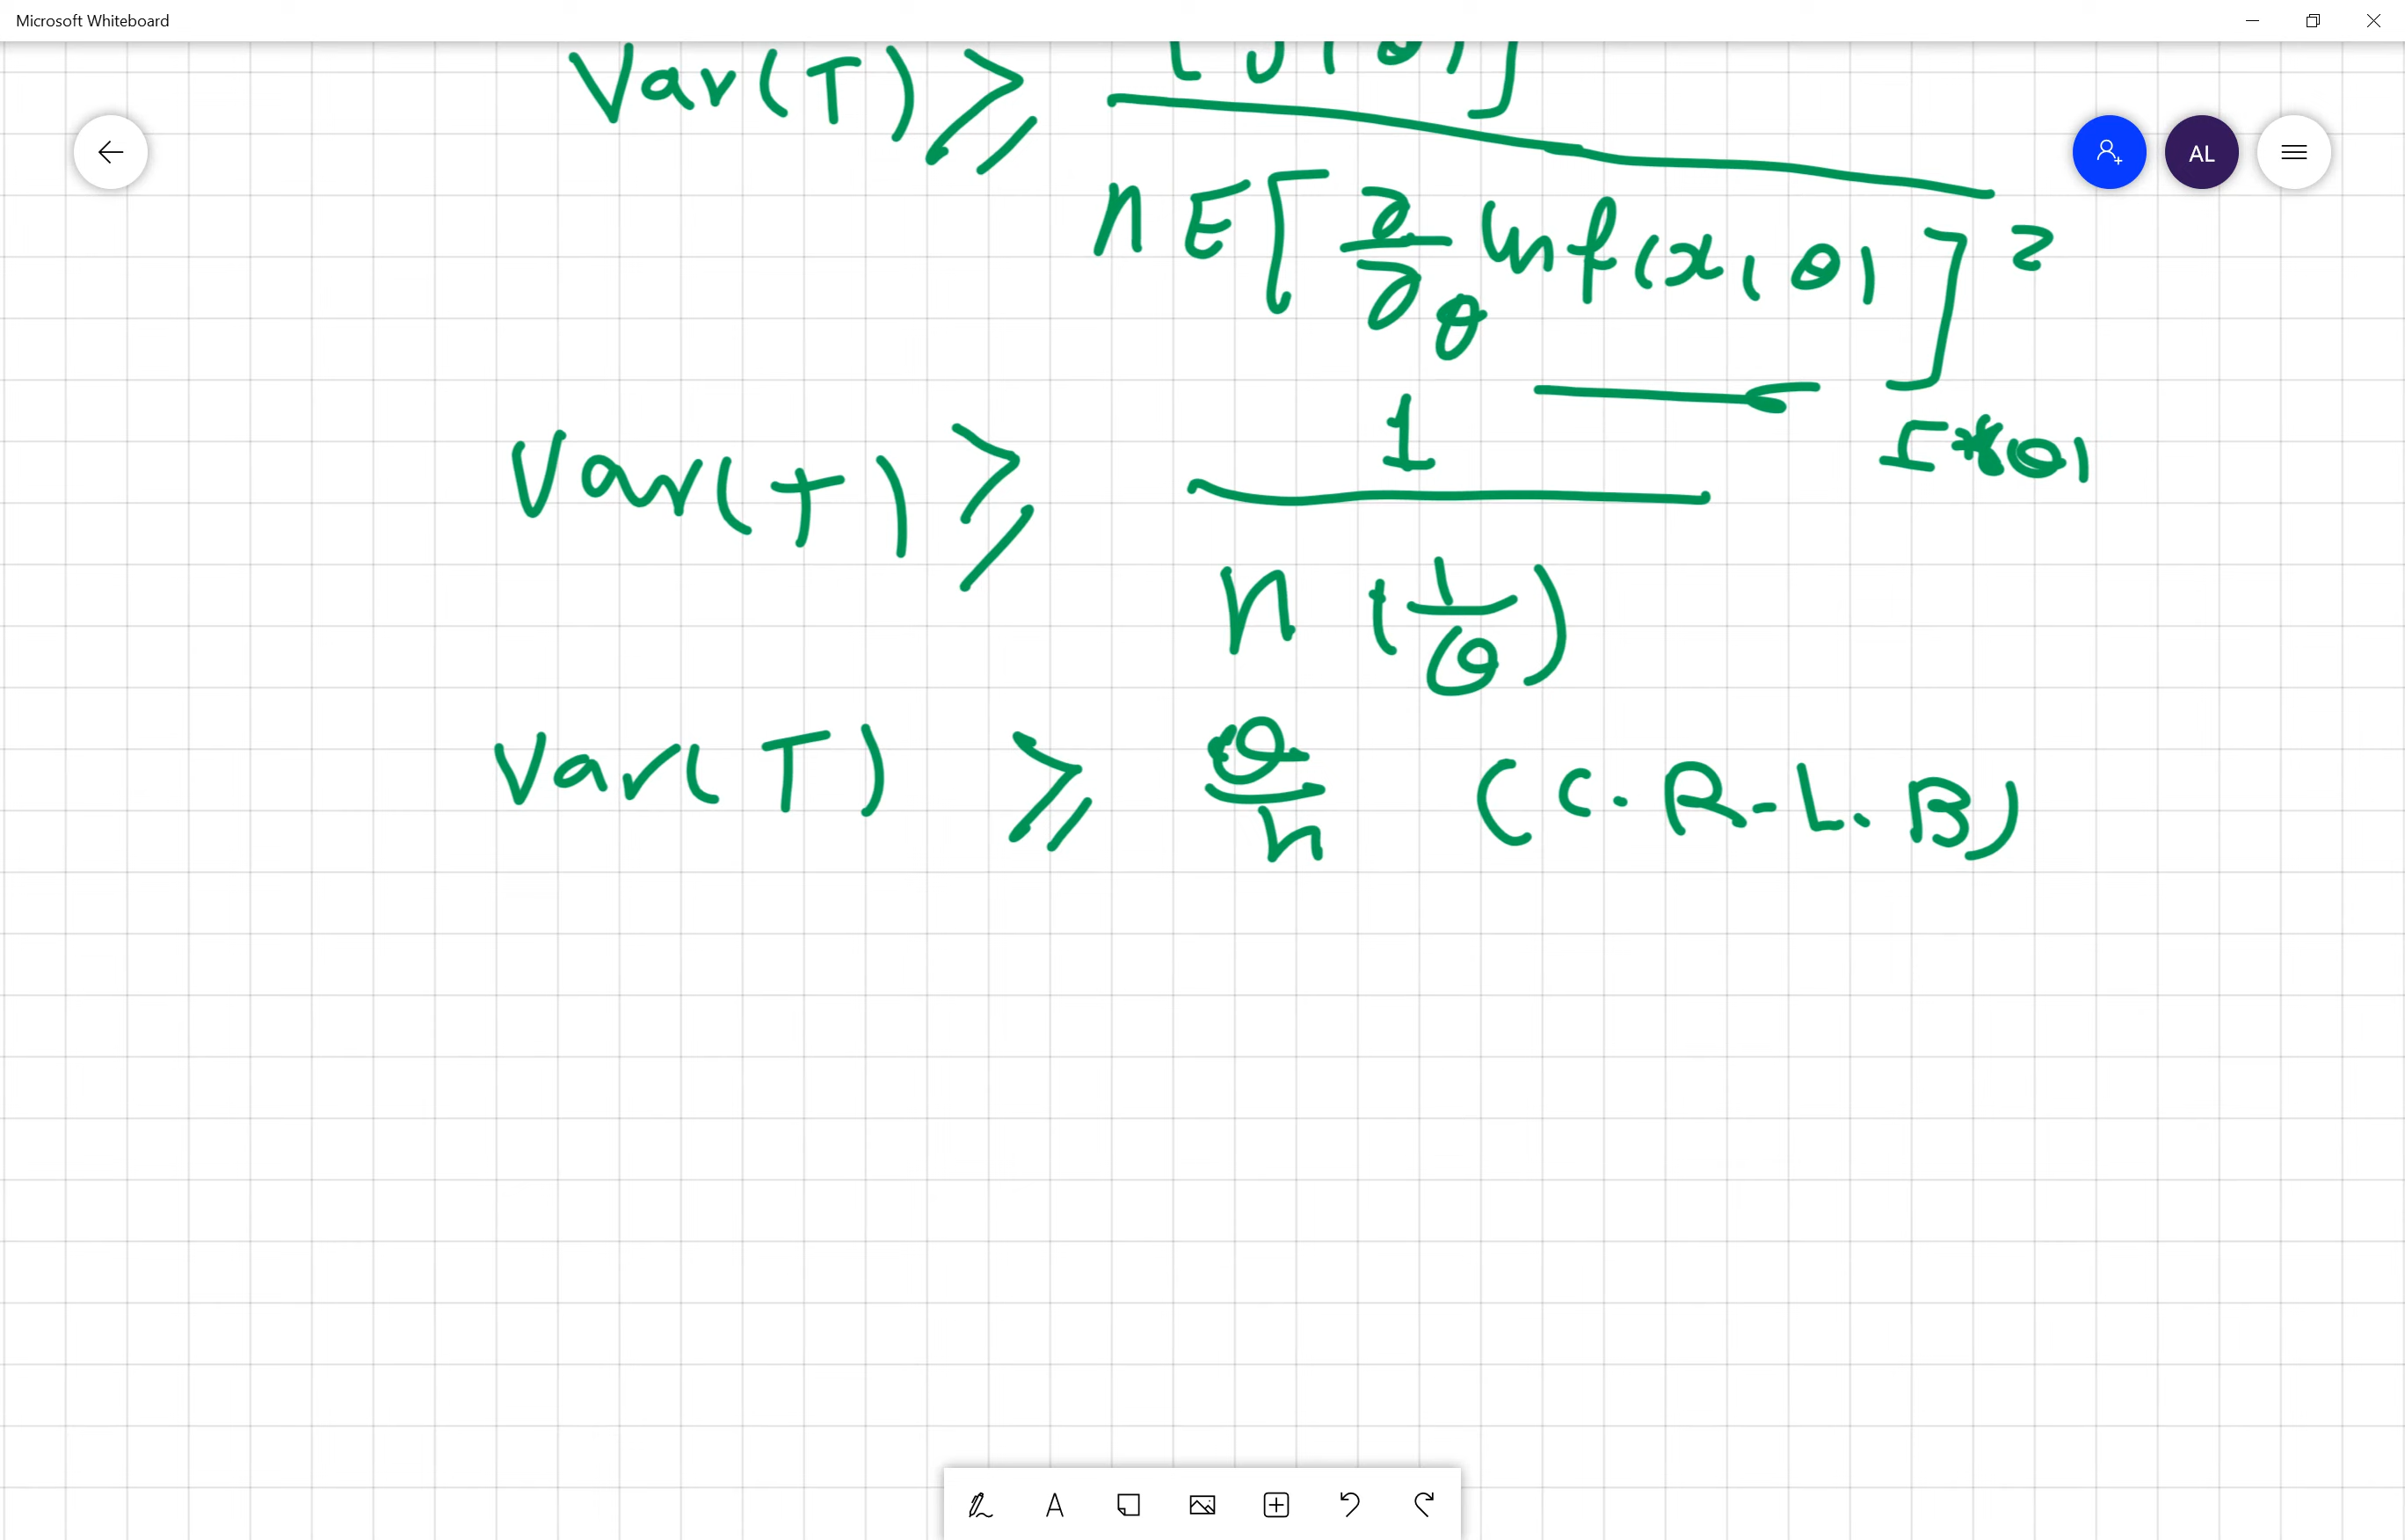 Microsoft Whiteboard
AL
Var(T) ≥
n E[ ∂/∂θ ln f(x, θ) ]²
I*(θ)
Var(T) ≥ 1 / n (1/θ)
Var(T) ≥ θ/n (C.R-L.B)